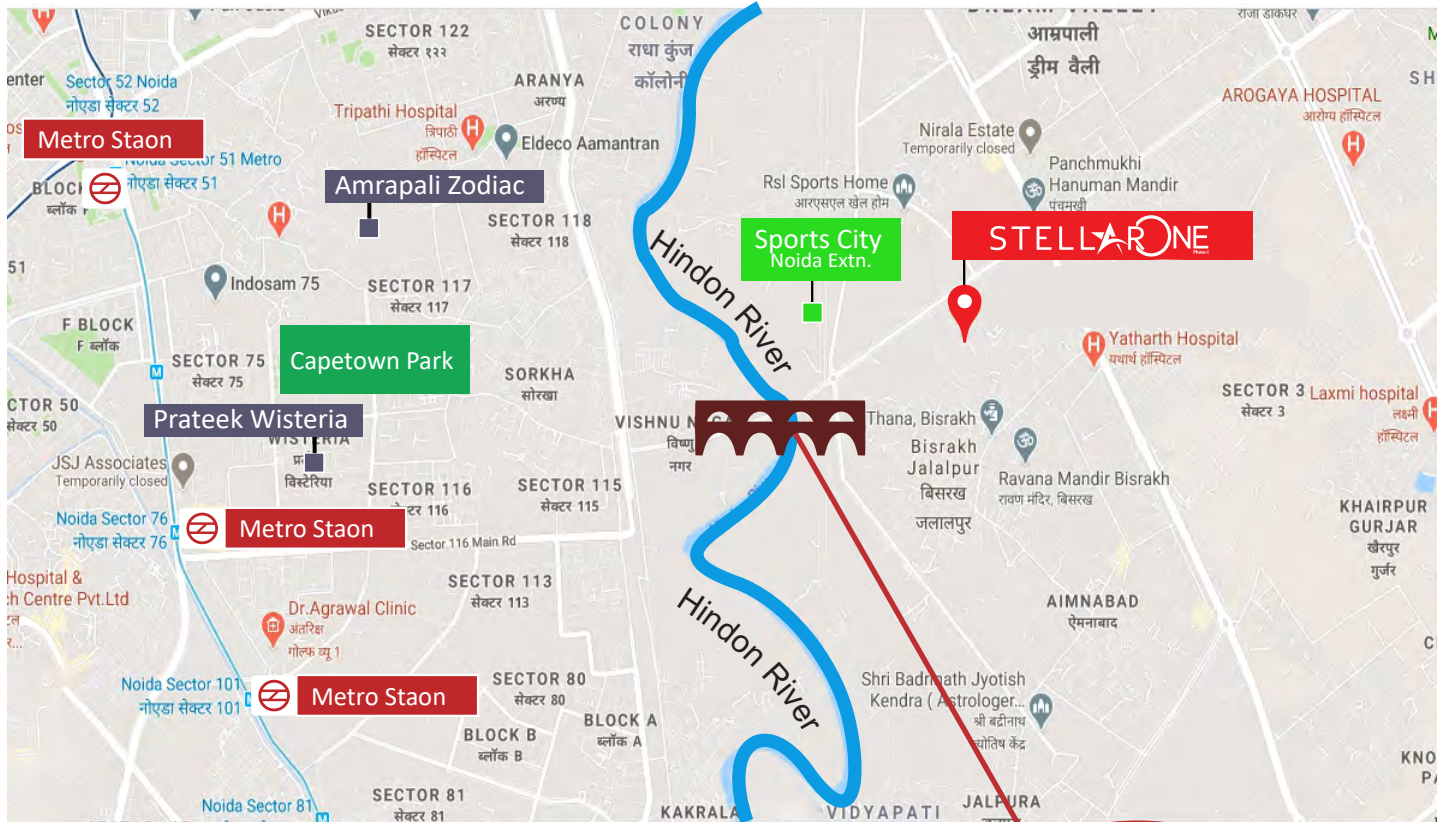 SECTOR 122
सेक्टर १२२
COLONY
राधा कुंज
कॉलोनी
DREAM VALLEY
आम्रपाली
ड्रीम वैली
राजा डाकघर
enter
Sector 52 Noida
नोएडा सेक्टर 52
ARANYA
अरण्य
SH
AROGAYA HOSPITAL
आरोग्य हॉस्पिटल
Tripathi Hospital
त्रिपाठी
हॉस्पिटल
Eldeco Aamantran
Nirala Estate
Temporarily closed
Metro Staon
Noida Sector 51 Metro
नोएडा सेक्टर 51
BLOCK
ब्लॉक
Amrapali Zodiac
Rsl Sports Home
आरएसएल खेल होम
Panchmukhi
Hanuman Mandir
पंचमुखी
SECTOR 118
सेक्टर 118
Hindon River
Sports City
Noida Extn.
STELLAR ONE
Phase-I
51
Indosam 75
SECTOR 117
सेक्टर 117
F BLOCK
F ब्लॉक
SECTOR 75
सेक्टर 75
Capetown Park
SORKHA
सोरखा
Yatharth Hospital
यथार्थ हॉस्पिटल
SECTOR 3
सेक्टर 3
Laxmi hospital
लक्ष्मी
हॉस्पिटल
CTOR 50
सेक्टर 50
Prateek Wisteria
WISTERIA
प्र
विस्टेरिया
VISHNU N
विष्णु
नगर
Thana, Bisrakh
Bisrakh
Jalalpur
बिसरख
जलालपुर
Ravana Mandir Bisrakh
रावण मंदिर, बिसरख
JSJ Associates
Temporarily closed
SECTOR 116
सेक्टर 116
SECTOR 115
सेक्टर 115
KHAIRPUR
GURJAR
खैरपुर
गुर्जर
Noida Sector 76
नोएडा सेक्टर 76
Metro Staon
Sector 116 Main Rd
Hospital &
ch Centre Pvt.Ltd
SECTOR 113
सेक्टर 113
Hindon River
AIMNABAD
ऐमनाबाद
Dr.Agrawal Clinic
अंतरिक्ष
गोल्फ व्यू 1
Noida Sector 101
नोएडा सेक्टर 101
Metro Staon
SECTOR 80
सेक्टर 80
BLOCK A
ब्लॉक A
BLOCK B
ब्लॉक B
Shri Badrinath Jyotish
Kendra ( Astrologer...
श्री बद्रीनाथ
ज्योतिष केंद्र
KNO
Noida Sector 81
SECTOR 81
सेक्टर 81
KAKRALA
VIDYAPATI
JALPURA